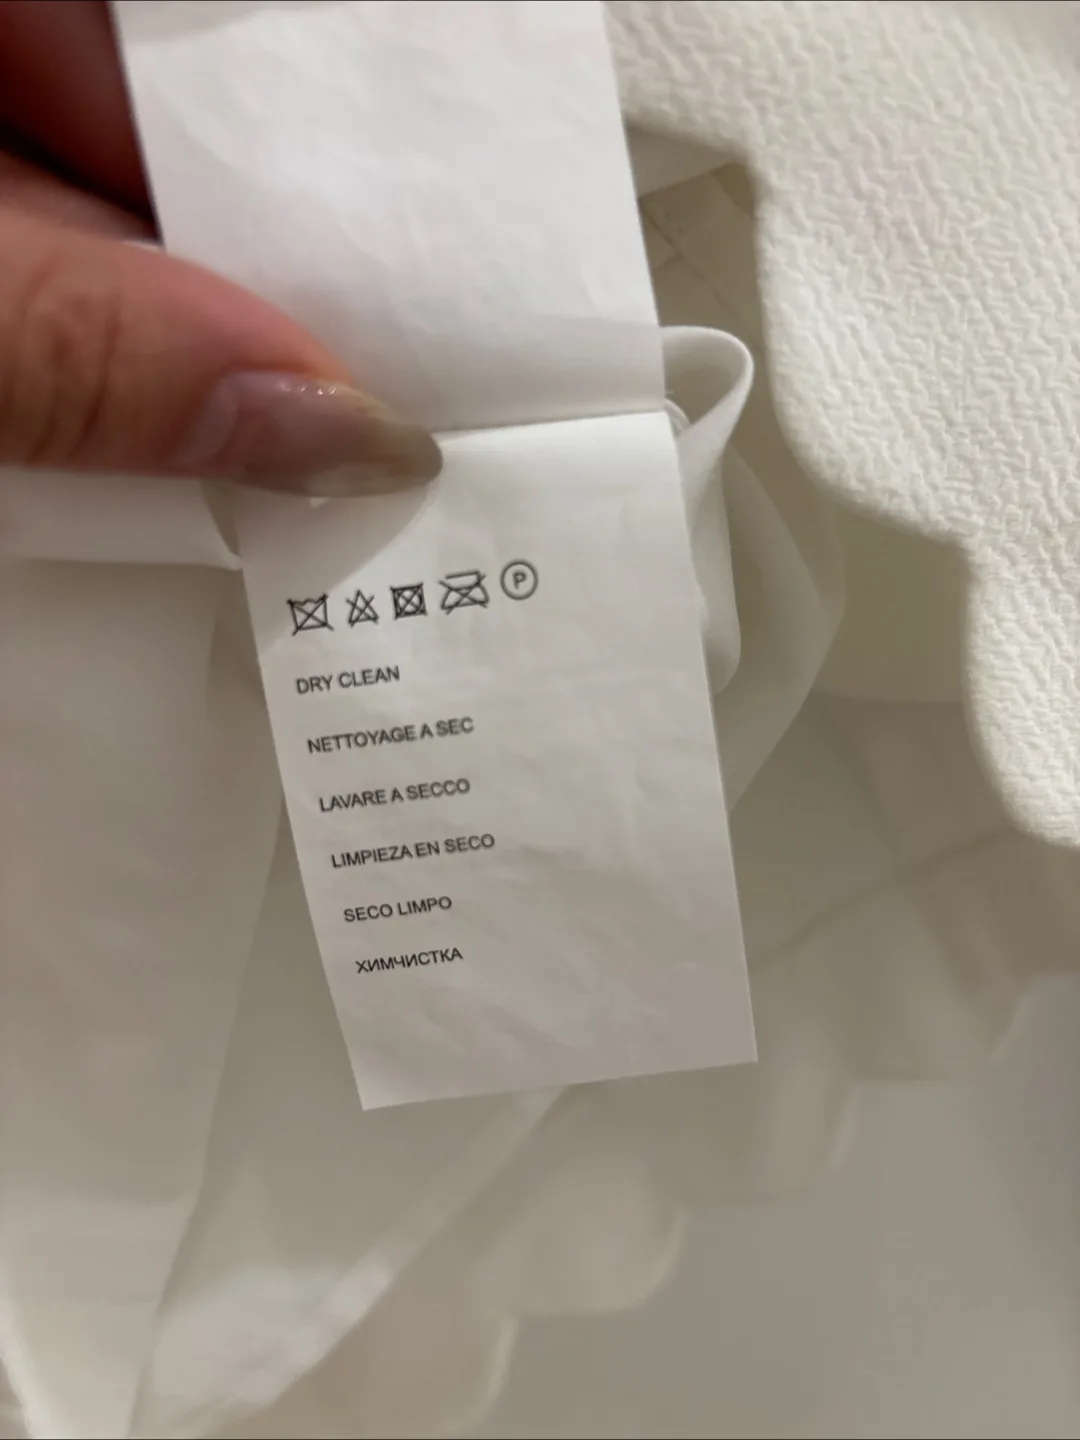 P
DRY CLEAN
NETTOYAGE A SEC
LAVARE A SECCO
LIMPIEZA EN SECO
SECO LIMPO
ХИМЧИСТКА